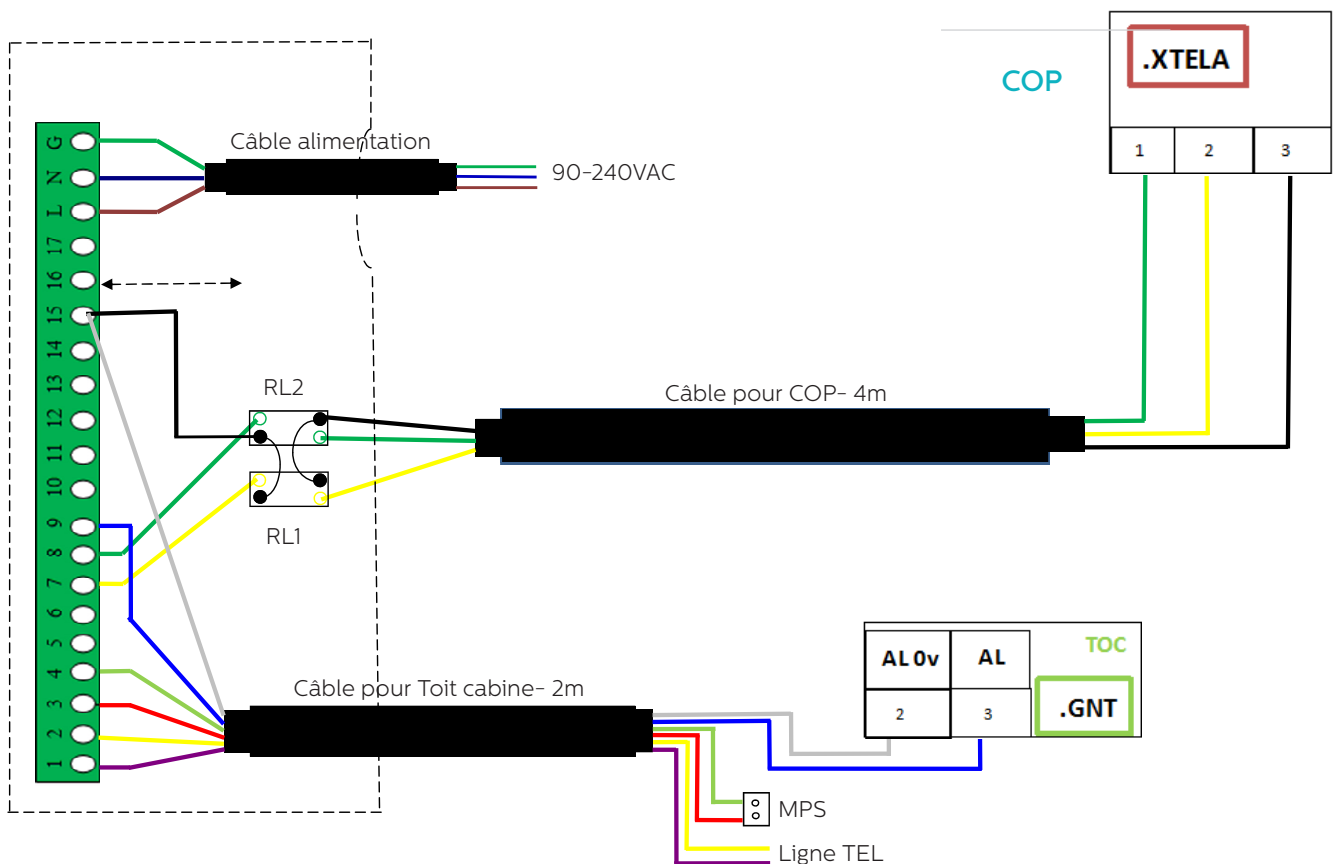 .XTELA
COP
1 2 3
Câble alimentation
90-240VAC
G
N
L
17
16
15
14
13
12
11
10
9
8
7
6
5
4
3
2
1
RL2
RL1
Câble pour COP- 4m
Câble pour Toit cabine- 2m
AL 0v AL TOC
2 3 .GNT
MPS
Ligne TEL